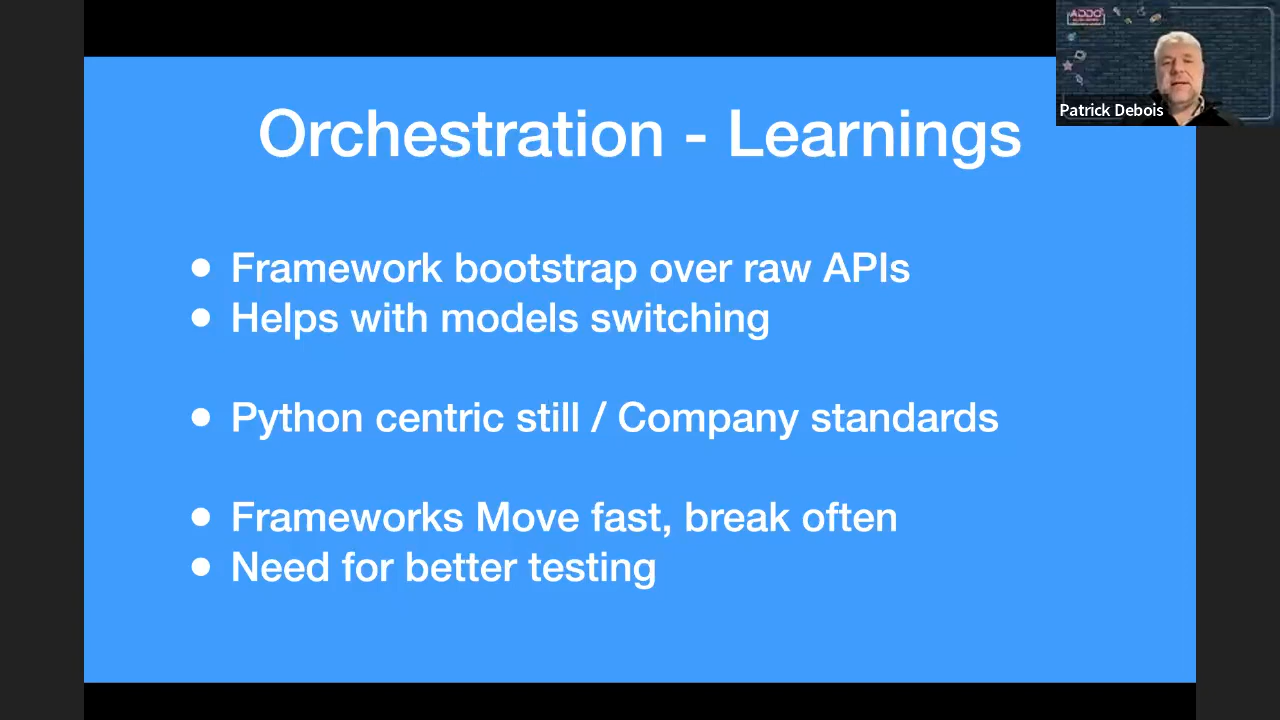 Orchestration - Learnings
● Framework bootstrap over raw APIs
● Helps with models switching
● Python centric still / Company standards
● Frameworks Move fast, break often
● Need for better testing
ADDO
Patrick Debois